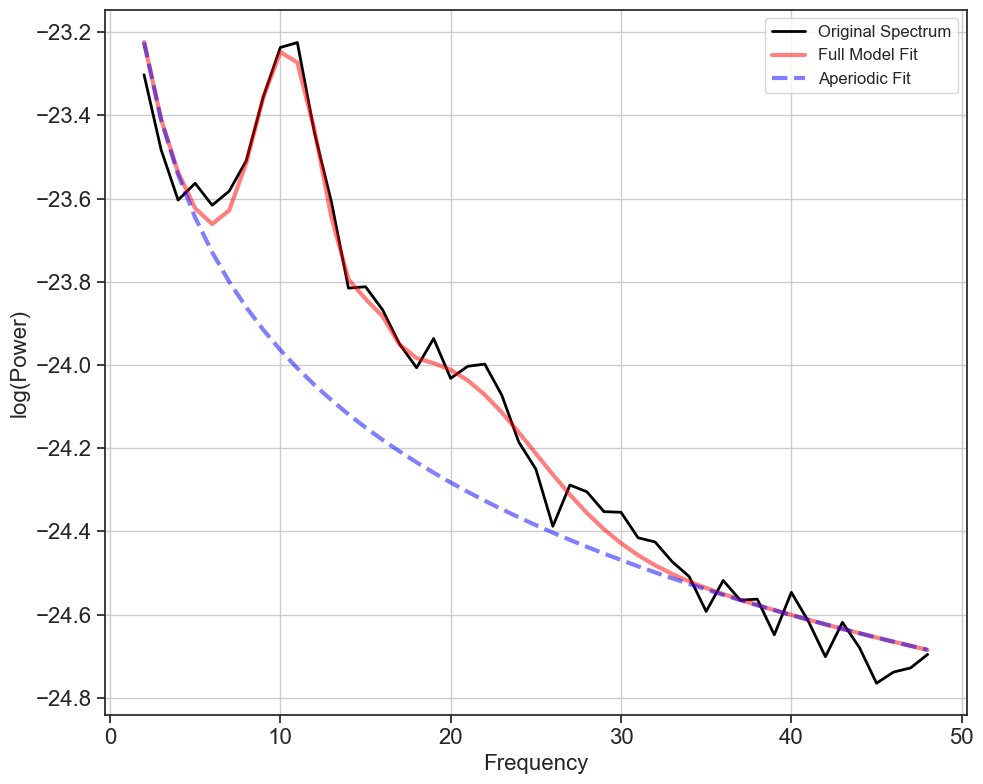 Original Spectrum
Full Model Fit
Aperiodic Fit
log(Power)
−23.2
−23.4
−23.6
−23.8
−24.0
−24.2
−24.4
−24.6
−24.8
0 10 20 30 40 50
Frequency